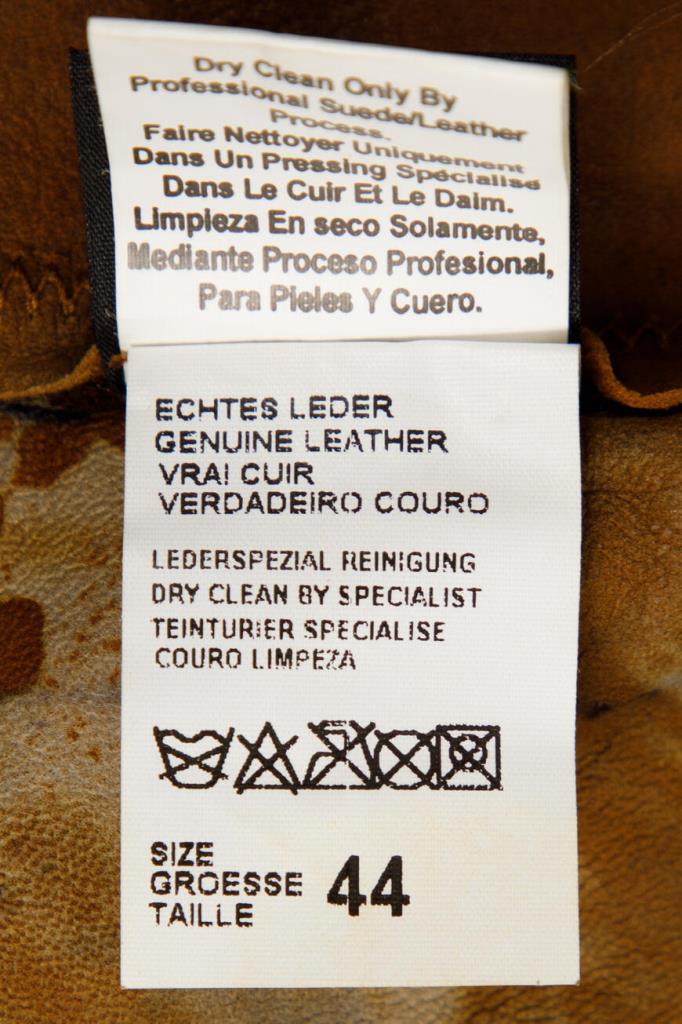 Dry Clean Only By
Professional Suede/Leather
Process.
Faire Nettoyer Uniquement
Dans Un Pressing Spécialisé
Dans Le Cuir Et Le Daim.
Limpieza En seco Solamente,
Mediante Proceso Profesional,
Para Pieles Y Cuero.
ECHTES LEDER
GENUINE LEATHER
VRAI CUIR
VERDADEIRO COURO
LEDERSPEZIAL REINIGUNG
DRY CLEAN BY SPECIALIST
TEINTURIER SPECIALISE
COURO LIMPEZA
SIZE
GROESSE 44
TAILLE